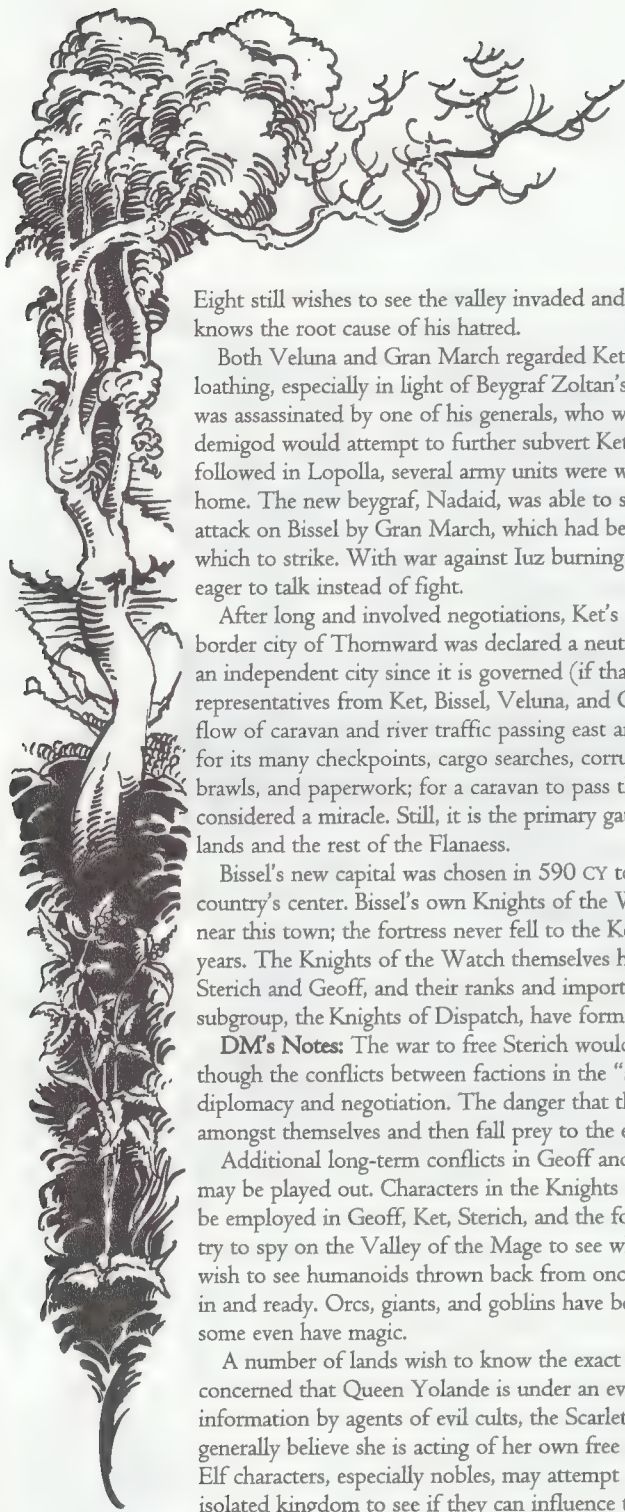 Eight still wishes to see the valley invaded and
knows the root cause of his hatred.
Both Veluna and Gran March regarded Ket
loathing, especially in light of Beygraf Zoltan's
was assassinated by one of his generals, who w
demigod would attempt to further subvert Ket
followed in Lopolla, several army units were w
home. The new beygraf, Nadaid, was able to s
attack on Bissel by Gran March, which had be
which to strike. With war against Iuz burning
eager to talk instead of fight.
After long and involved negotiations, Ket's
border city of Thornward was declared a neut
an independent city since it is governed (if tha
representatives from Ket, Bissel, Veluna, and G
flow of caravan and river traffic passing east an
for its many checkpoints, cargo searches, corru
brawls, and paperwork; for a caravan to pass t
considered a miracle. Still, it is the primary gat
lands and the rest of the Flanaess.
Bissel's new capital was chosen in 590 CY to
country's center. Bissel's own Knights of the W
near this town; the fortress never fell to the Ke
years. The Knights of the Watch themselves h
Sterich and Geoff, and their ranks and import
subgroup, the Knights of Dispatch, have form
DM's Notes: The war to free Sterich would
though the conflicts between factions in the "
diplomacy and negotiation. The danger that th
amongst themselves and then fall prey to the e
Additional long-term conflicts in Geoff and
may be played out. Characters in the Knights
be employed in Geoff, Ket, Sterich, and the fo
try to spy on the Valley of the Mage to see w
wish to see humanoids thrown back from onc
in and ready. Orcs, giants, and goblins have be
some even have magic.
A number of lands wish to know the exact
concerned that Queen Yolande is under an ev
information by agents of evil cults, the Scarlet
generally believe she is acting of her own free
Elf characters, especially nobles, may attempt
isolated kingdom to see if they can influence